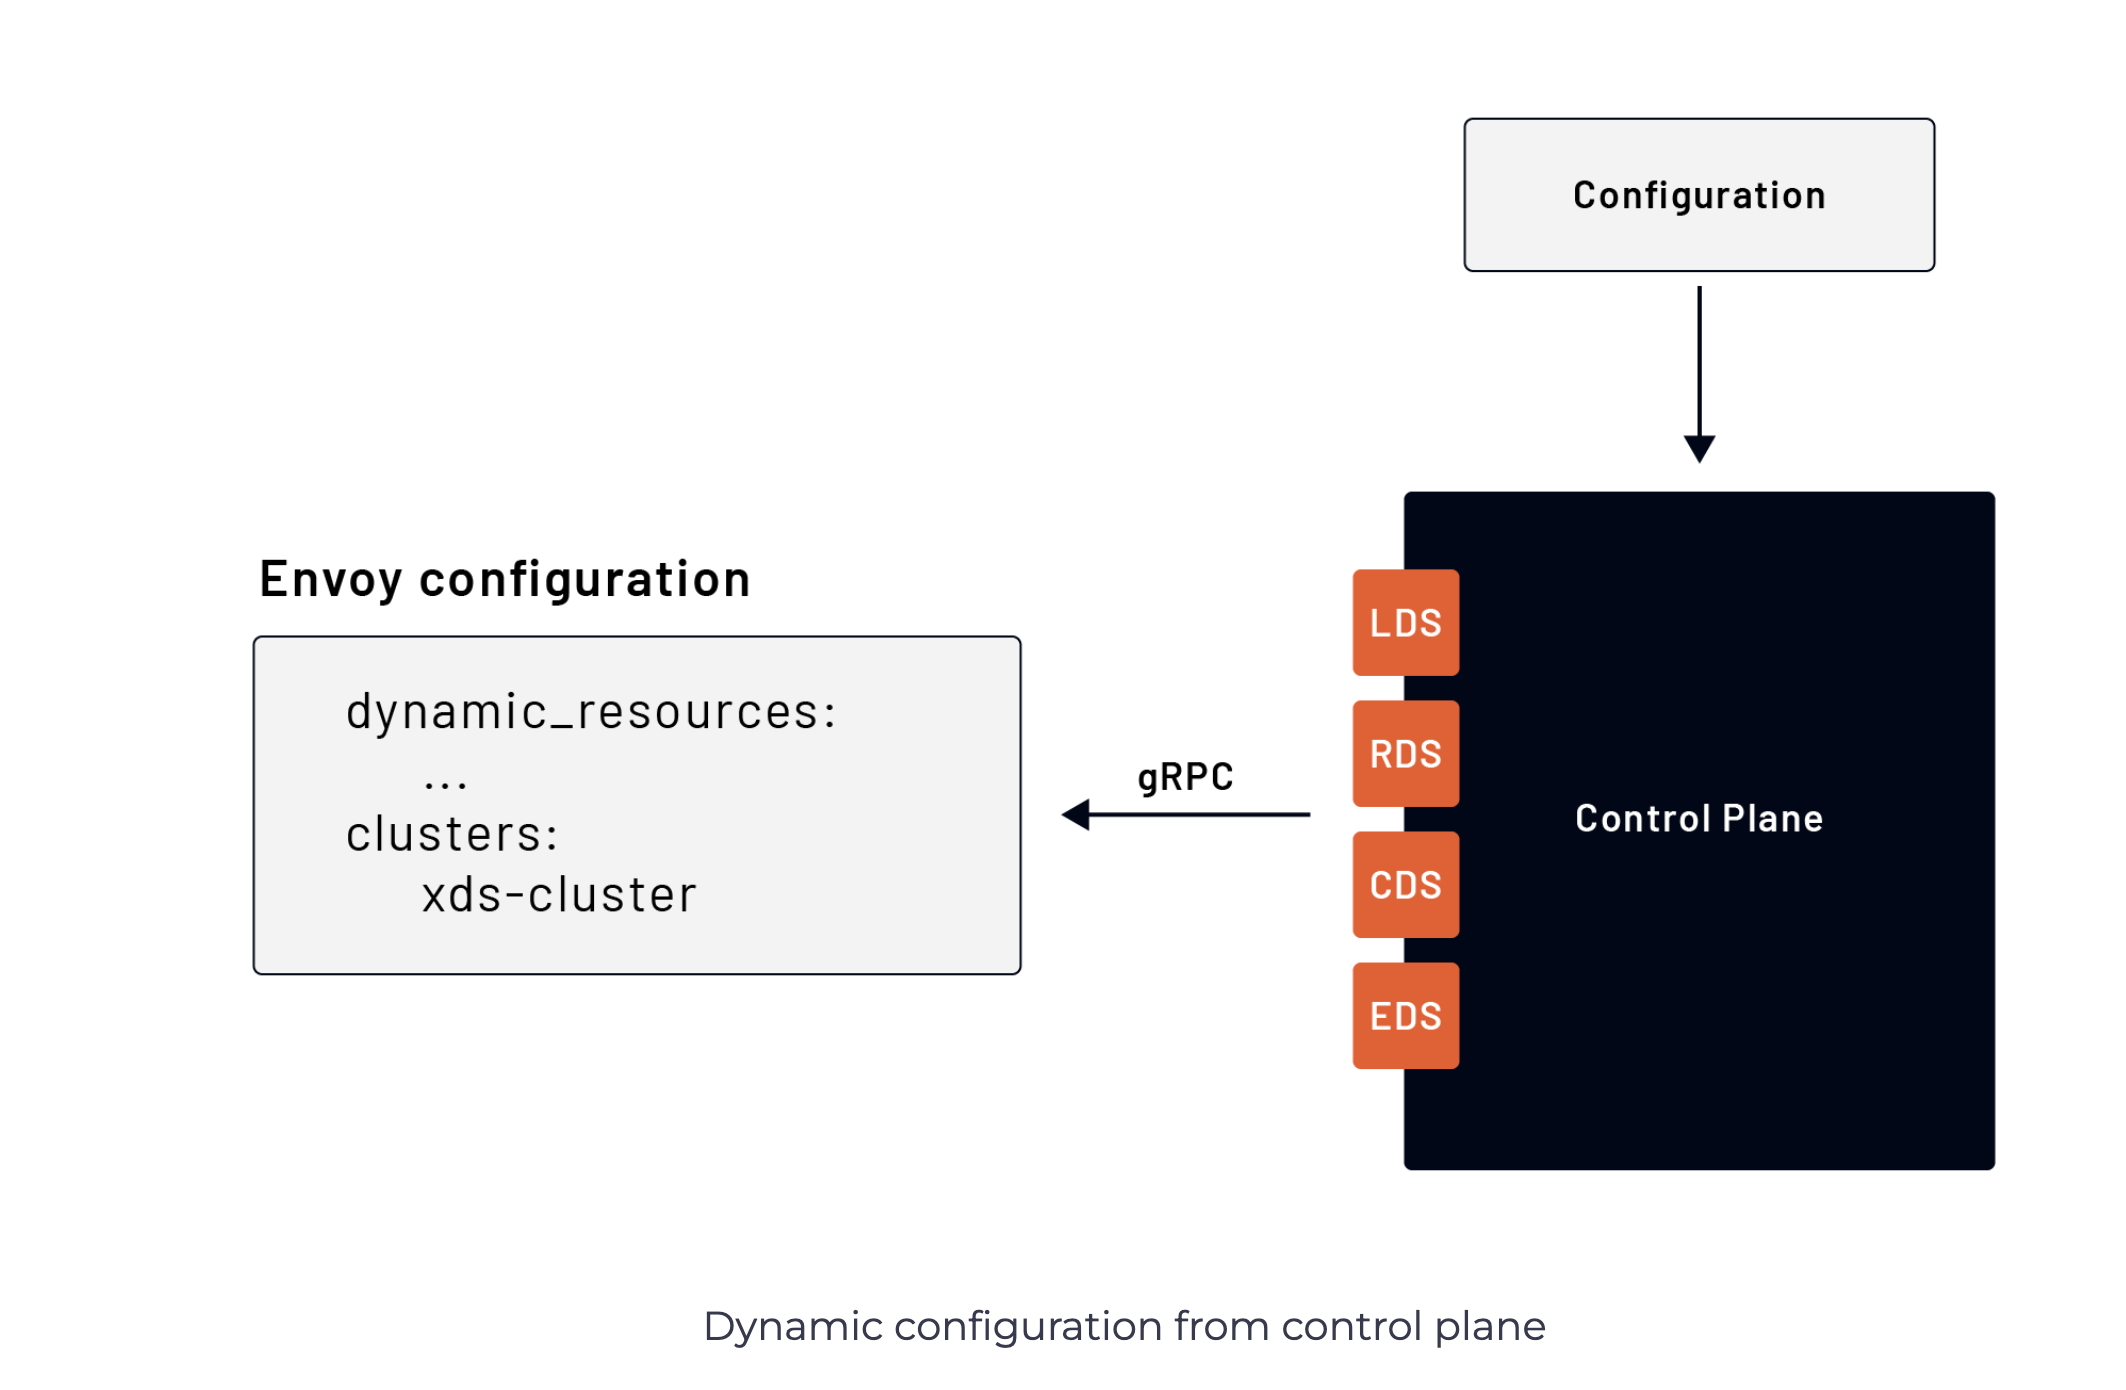 Configuration
Envoy configuration
dynamic_resources:
...
clusters:
xds-cluster
gRPC
LDS
RDS
CDS
EDS
Control Plane
Dynamic configuration from control plane